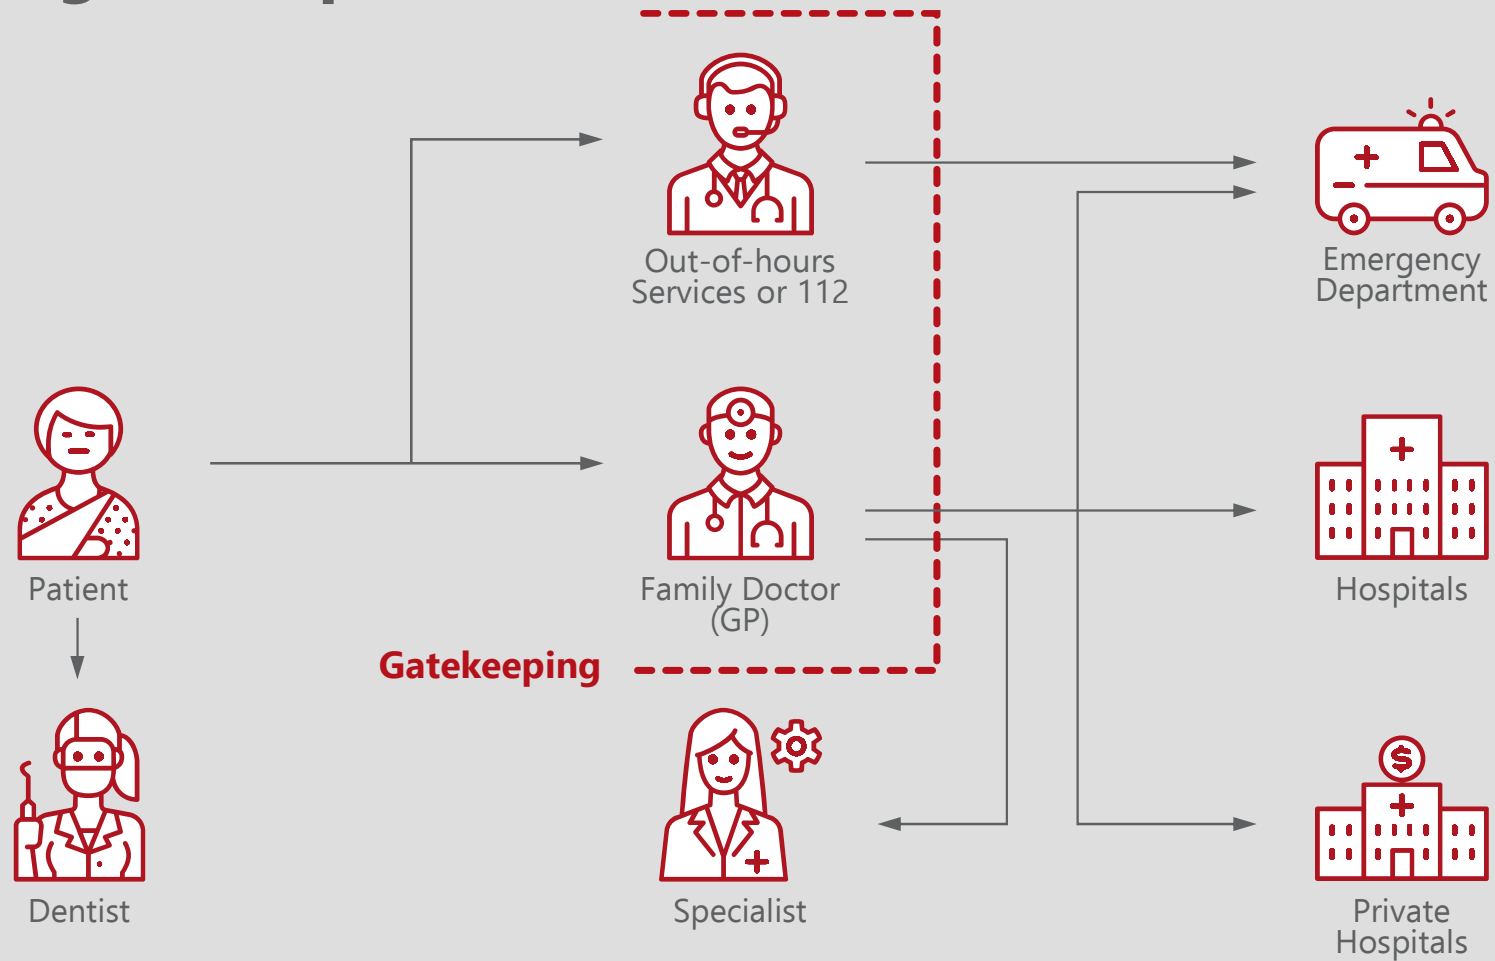 Out-of-hours
Services or 112
Emergency
Department
Patient
Family Doctor
(GP)
Hospitals
Gatekeeping
$
Dentist
Specialist
Private
Hospitals